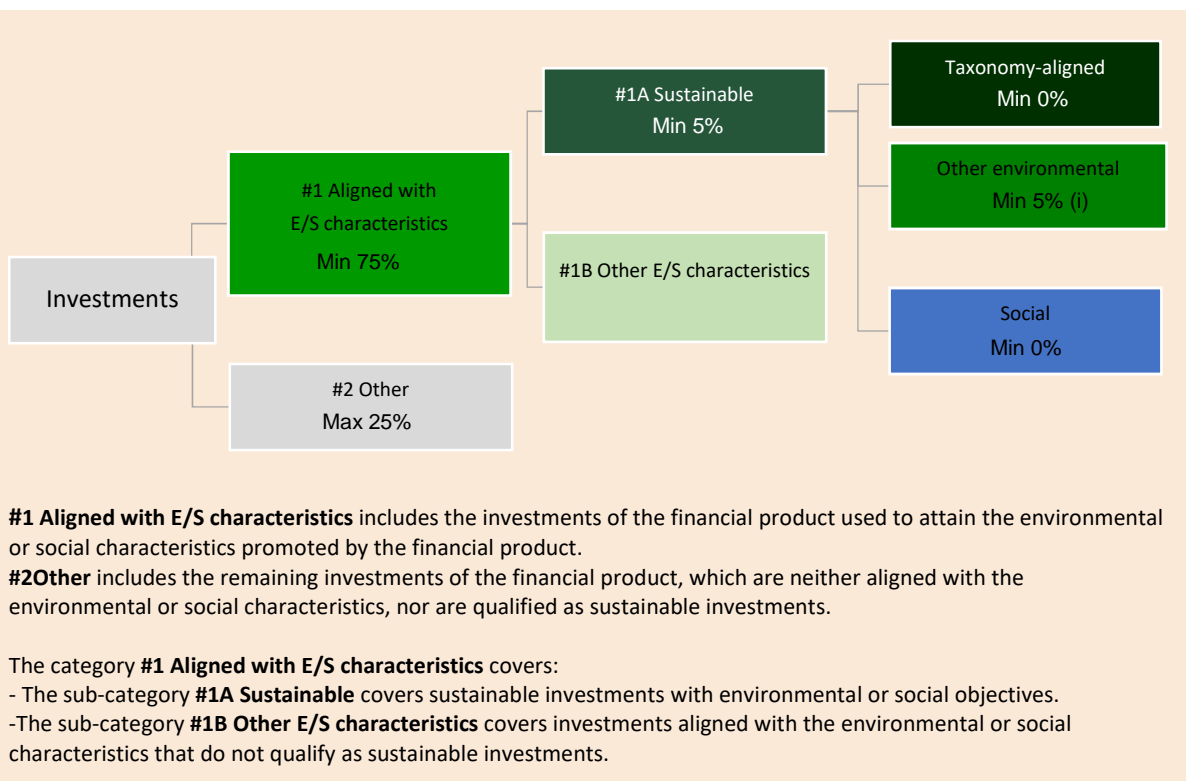 Investments
#1 Aligned with
E/S characteristics
Min 75%
#2 Other
Max 25%
#1A Sustainable
Min 5%
#1B Other E/S characteristics
Taxonomy-aligned
Min 0%
Other environmental
Min 5% (i)
Social
Min 0%
#1 Aligned with E/S characteristics includes the investments of the financial product used to attain the environmental
or social characteristics promoted by the financial product.
#2Other includes the remaining investments of the financial product, which are neither aligned with the
environmental or social characteristics, nor are qualified as sustainable investments.
The category #1 Aligned with E/S characteristics covers:
- The sub-category #1A Sustainable covers sustainable investments with environmental or social objectives.
-The sub-category #1B Other E/S characteristics covers investments aligned with the environmental or social
characteristics that do not qualify as sustainable investments.